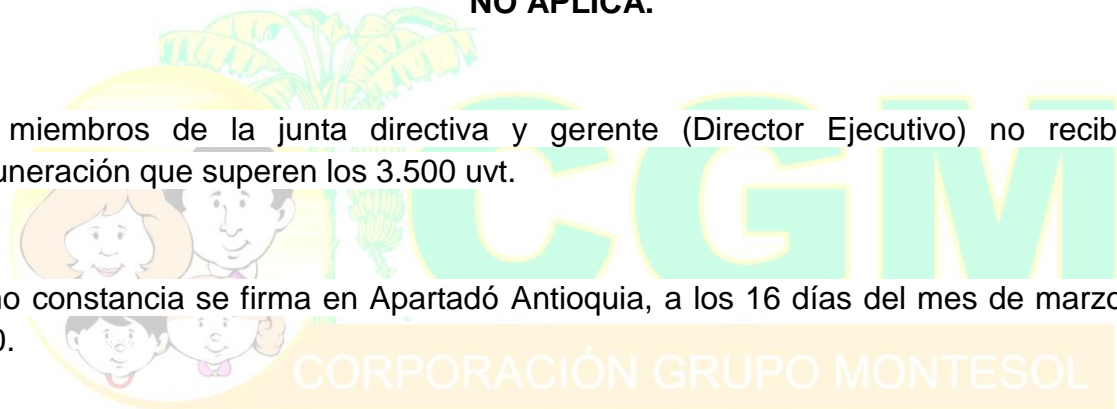 NO APLICA.
miembros de la junta directiva y gerente (Director Ejecutivo) no recib
uneración que superen los 3.500 uvt.
CGM
no constancia se firma en Apartadó Antioquia, a los 16 días del mes de marzo
0.
CORPORACIÓN GRUPO MONTESOL